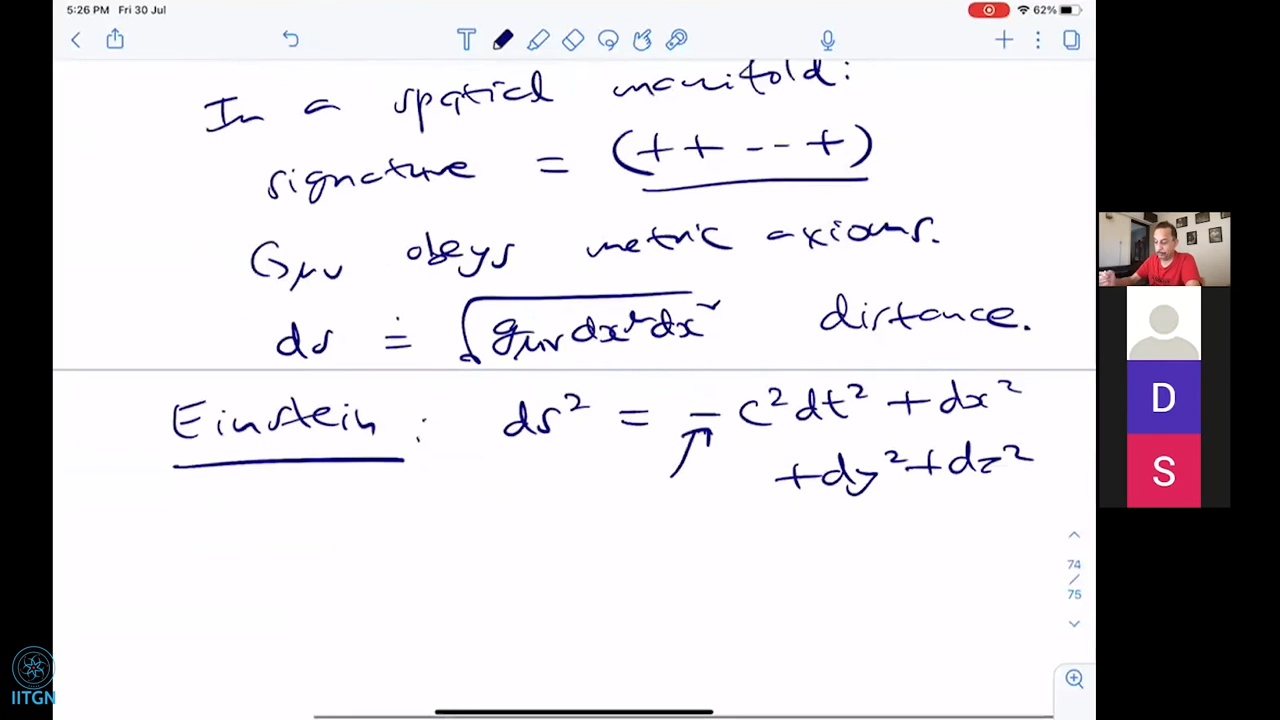 5:26 PM Fri 30 Jul
62%
In a spatial manifold:
signature = (+ + -- +)
Gμν obeys metric axioms.
ds ≐ √gμν dx^μ dx^ν distance.
Einstein : ds² = − c²dt² + dx²
+dy²+dz²
D
S
74
/
75
IITGN